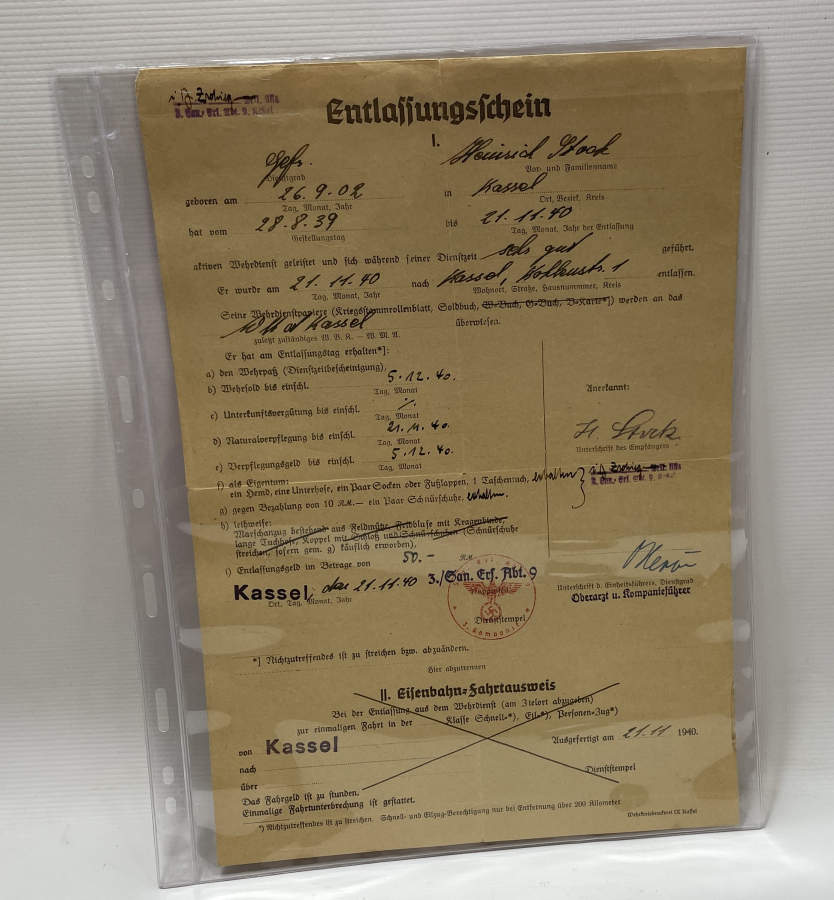 Entlassungsschein
I.
Gefr. Heinrich Stock
Dienstgrad Vor- und Familienname
geboren am 26.9.02 in Kassel
Tag, Monat, Jahr Ort, Bezirk, Kreis
hat vom 28.8.39 bis 21.11.40
Gestellungstag Tag, Monat, Jahr der Entlassung
aktiven Wehrdienst geleistet und sich während seiner Dienstzeit sehr gut geführt.
Er wurde am 21.11.40 nach Kassel, 1 entlassen.
Tag, Monat, Jahr Wohnort, Straße, Hausnummer, Kreis
Seine Wehrdienstpapiere (Kriegsstammrollenblatt, Soldbuch, W-Buch, G-Buch, B-Karte*]) werden an das
Kassel überwiesen.
zuletzt zuständiges W. B. K. — W. M. A.
Er hat am Entlassungstag erhalten*]:
a) den Wehrpaß (Dienstzeitbescheinigung).
b) Wehrsold bis einschl. 5.12.40.
Tag, Monat
Anerkannt:
c) Unterkunftsvergütung bis einschl. ./.
Tag, Monat
d) Naturalverpflegung bis einschl. 21.11.40.
Tag, Monat
Unterschrift des Empfängers
e) Verpflegungsgeld bis einschl. 5.12.40.
Tag, Monat
f) als Eigentum:
ein Hemd, eine Unterhose, ein Paar Socken oder Fußlappen, 1 Taschentuch, erhalten
g) gegen Bezahlung von 10 R.M. — ein Paar Schnürschuhe, erhalten.
h) leihweise:
Marschanzug bestehend aus Feldmütze, Feldbluse mit Kragenbinde,
lange Tuchhose, Koppel mit Schloß und Schnürschuhen (Schnürschuhe
streichen, sofern gem. g) käuflich erworben),
i) Entlassungsgeld im Betrage von 50.- RM.
Kassel, den 21.11.40 3./San. Ers. Abt. 9
Ort, Tag, Monat, Jahr
Unterschrift d. Einheitsführers, Dienstgrad
Oberarzt u. Kompanieführer
Dienststempel
3. Kompanie
*] Nichtzutreffendes ist zu streichen bzw. abzuändern.
Hier abzutrennen
II. Eisenbahn-Fahrtausweis
Bei der Entlassung aus dem Wehrdienst (am Zielort abzugeben)
zur einmaligen Fahrt in der Klasse Schnell-*), Eil-*), Personen-Zug*)
von Kassel Ausgefertigt am 21.11 1940.
nach
über Dienststempel
Das Fahrgeld ist zu stunden.
Einmalige Fahrtunterbrechung ist gestattet.
*) Nichtzutreffendes ist zu streichen. Schnell- und Eilzug-Berechtigung nur bei Entfernung über 200 Kilometer
Wehrkreisdruckerei IX Kassel